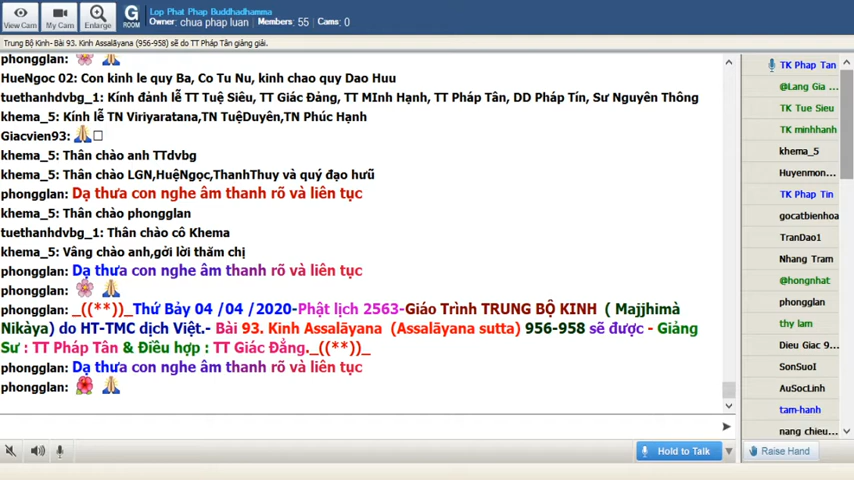 Lop Phat Phap Buddhadhamma
Owner: chua phap luan Members: 55 Cams: 0
View Cam My Cam Enlarge G ROOM
Trung Bộ Kinh- Bài 93. Kinh Assalāyana (956-958) sẽ do TT Pháp Tân giảng giải.
phongglan:
HueNgoc 02: Con kinh le quy Ba, Co Tu Nu, kinh chao quy Dao Huu
tuethanhdvbg_1: Kính đảnh lễ TT Tuệ Siêu, TT Giác Đảng, TT MInh Hạnh, TT Pháp Tân, DD Pháp Tín, Sư Nguyên Thông
khema_5: Kính lễ TN Viriyaratana,TN TuệDuyên,TN Phúc Hạnh
Giacvien93:
khema_5: Thân chào anh TTdvbg
khema_5: Thân chào LGN,HuệNgọc,ThanhThuy và quý đạo hưũ
phongglan: Dạ thưa con nghe âm thanh rõ và liên tục
khema_5: Thân chào phongglan
tuethanhdvbg_1: Thân chào cô Khema
khema_5: Vâng chào anh,gởi lời thăm chị
phongglan: Dạ thưa con nghe âm thanh rõ và liên tục
phongglan:
phongglan: _((**))_Thứ Bảy 04 /04 /2020-Phật lịch 2563-Giáo Trình TRUNG BỘ KINH ( Majjhimà
Nikàya) do HT-TMC dịch Việt.- Bài 93. Kinh Assalāyana (Assalāyana sutta) 956-958 sẽ được - Giảng
Sư : TT Pháp Tân & Điều hợp : TT Giác Đẳng._((**))_
phongglan: Dạ thưa con nghe âm thanh rõ và liên tục
phongglan:
TK Phap Tan
@Lang Gia ...
TK Tue Sieu
TK minhhanh
khema_5
Huyenmon...
TK Phap Tin
gocatbienhoa
TranDao1
Nhang Tram
@hongnhat
phongglan
thy lam
Dieu Giac 9...
SonSuoI
AuSocLinh
tam-hanh
nang chieu...
Hold to Talk
Raise Hand